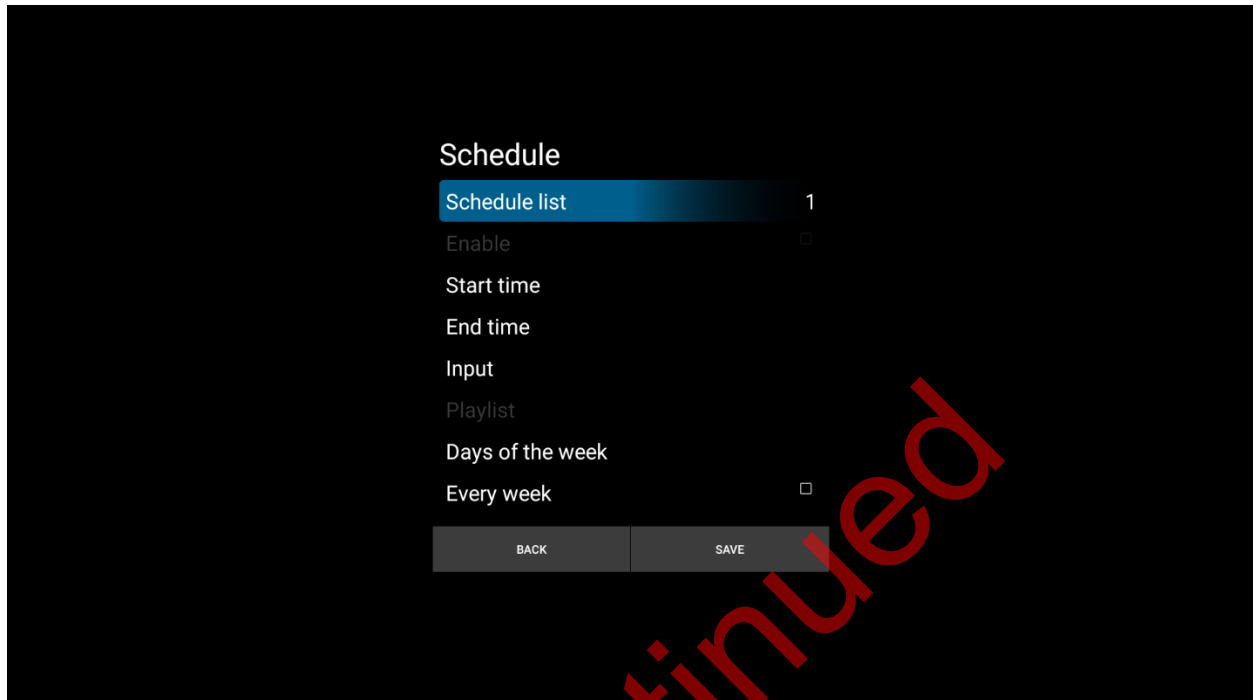 Schedule
Schedule list 1
Enable
Start time
End time
Input
Playlist
Days of the week
Every week
BACK SAVE
tinued